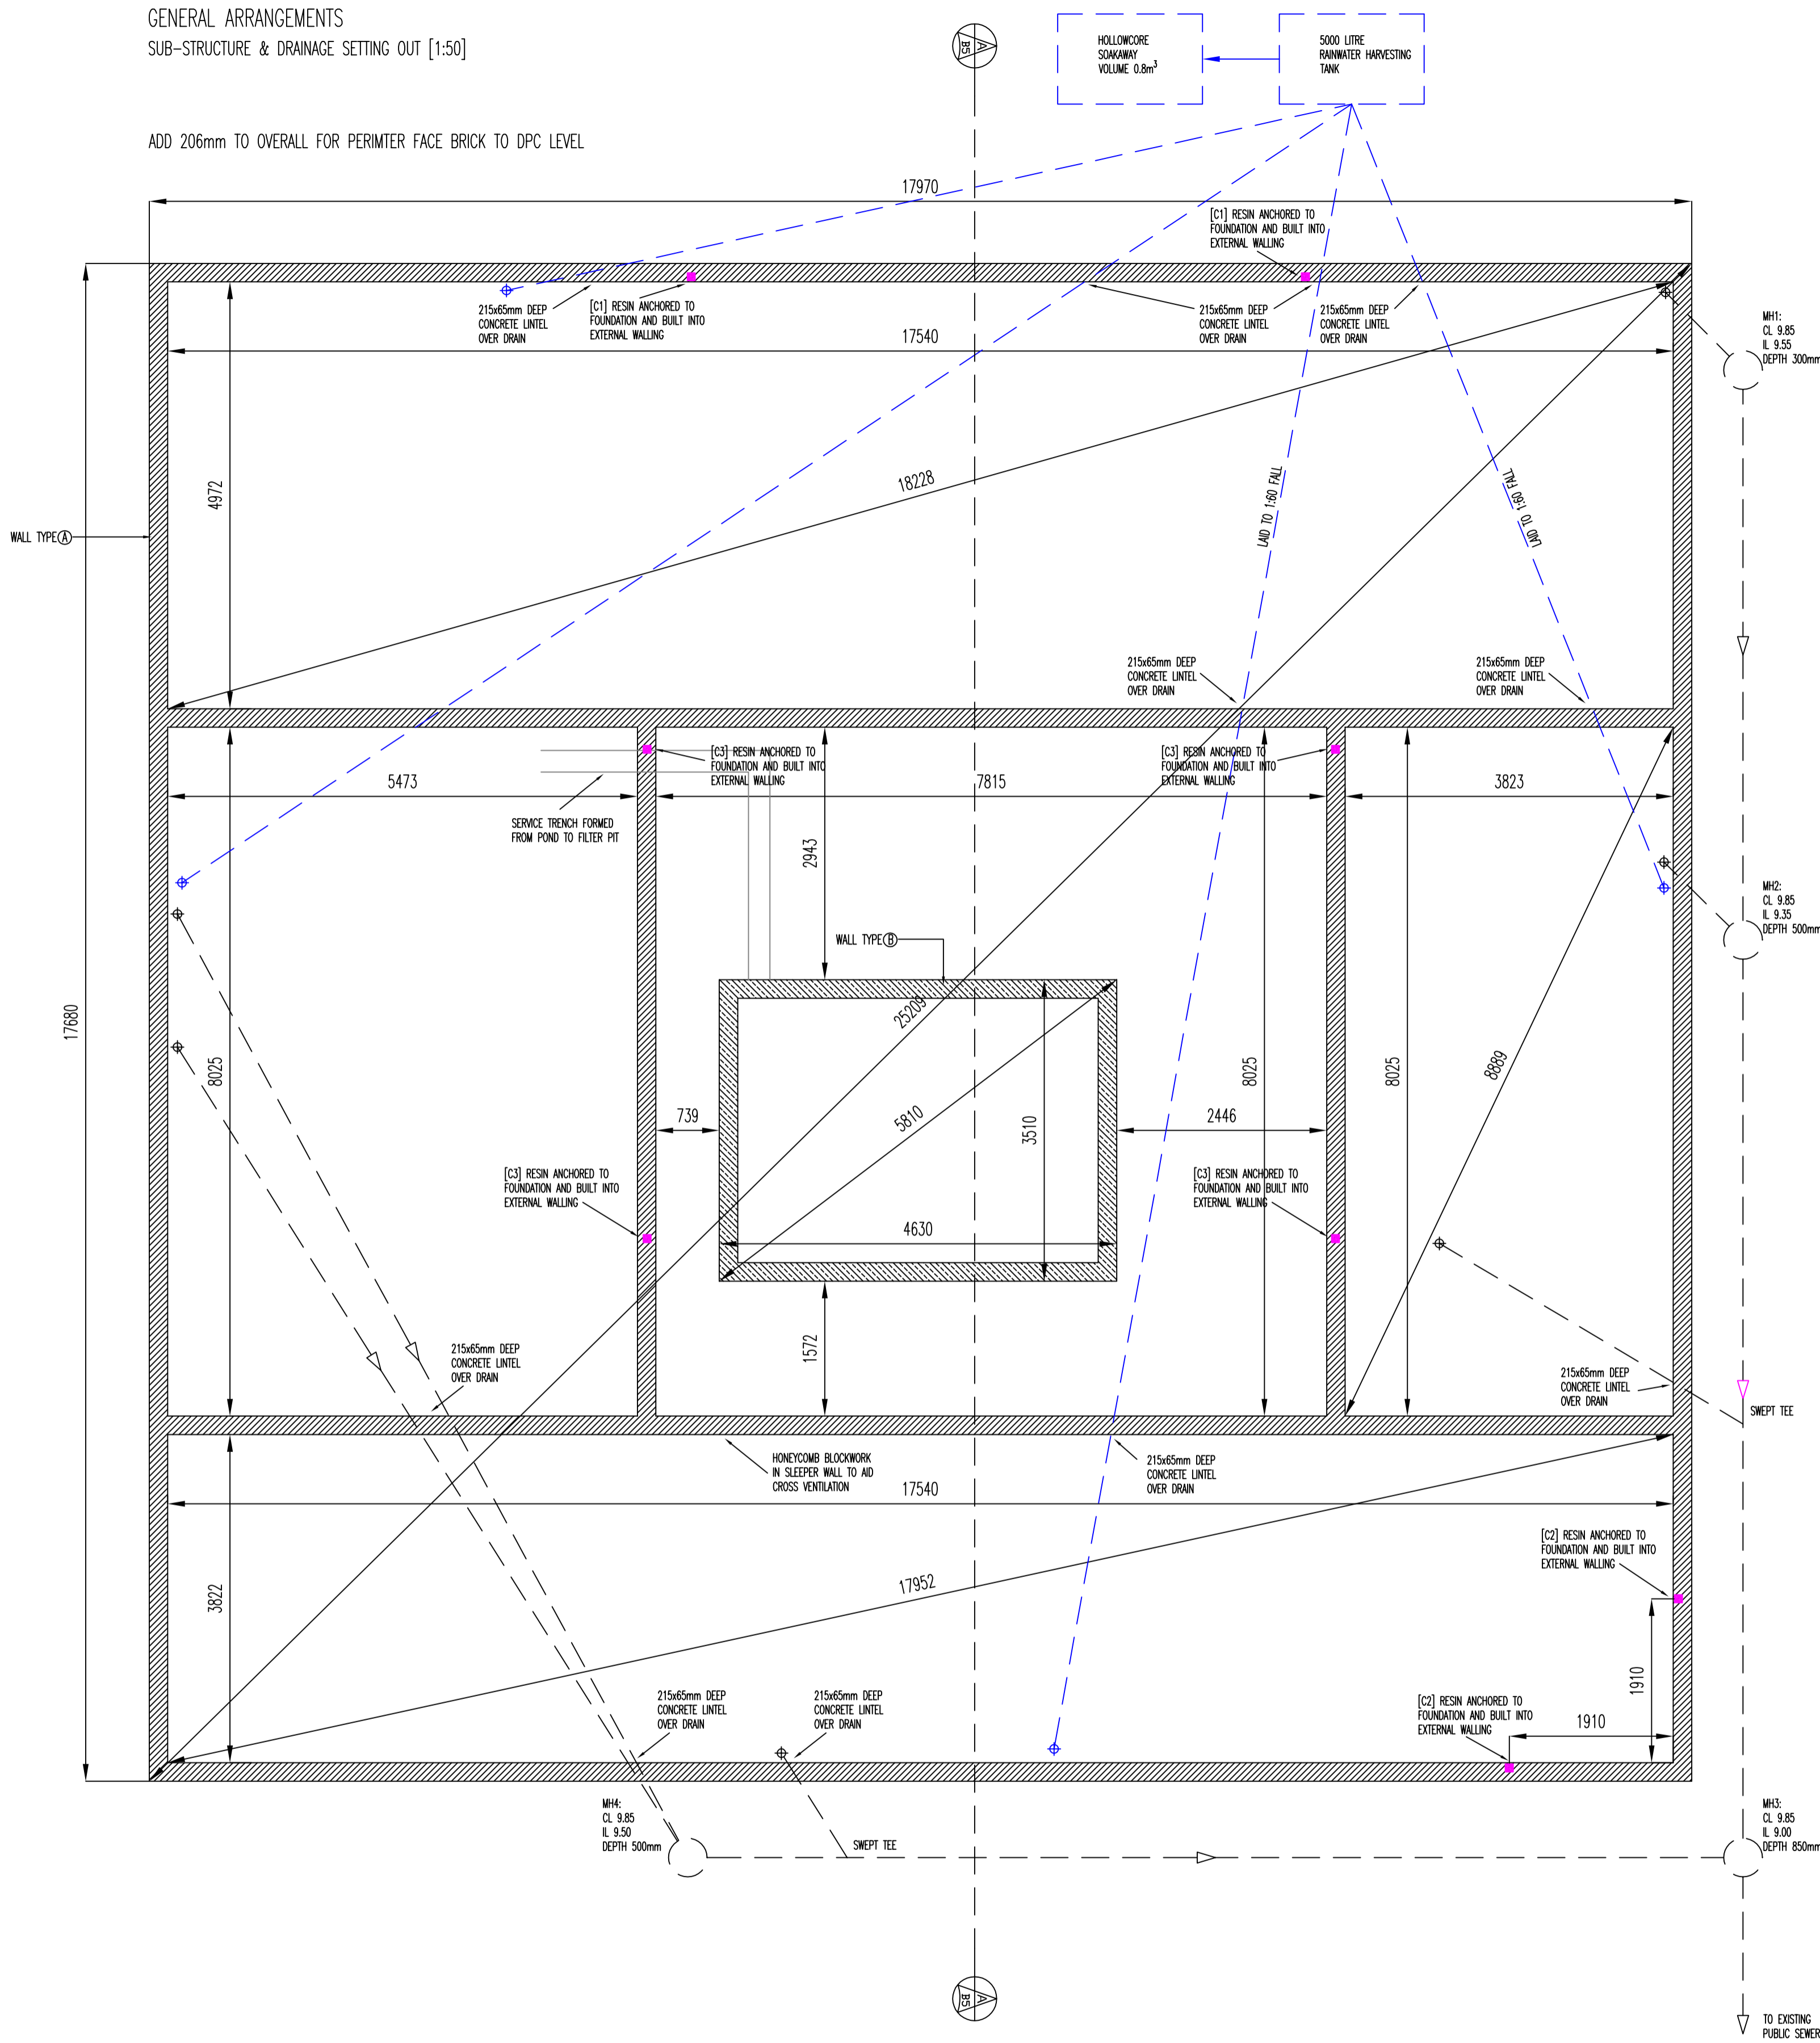 GENERAL ARRANGEMENTS
SUB-STRUCTURE & DRAINAGE SETTING OUT [1:50]
ADD 206mm TO OVERALL FOR PERIMTER FACE BRICK TO DPC LEVEL
A
B5
HOLLOWCORE
SOAKAWAY
VOLUME 0.8m³
5000 LITRE
RAINWATER HARVESTING
TANK
17970
[C1] RESIN ANCHORED TO
FOUNDATION AND BUILT INTO
EXTERNAL WALLING
215x65mm DEEP
CONCRETE LINTEL
OVER DRAIN
[C1] RESIN ANCHORED TO
FOUNDATION AND BUILT INTO
EXTERNAL WALLING
215x65mm DEEP
CONCRETE LINTEL
OVER DRAIN
215x65mm DEEP
CONCRETE LINTEL
OVER DRAIN
MH1:
CL 9.85
IL 9.55
DEPTH 300mm
17540
4972
18228
LAID TO 1:60 FALL
LAID TO 1:60 FALL
WALL TYPE A
215x65mm DEEP
CONCRETE LINTEL
OVER DRAIN
215x65mm DEEP
CONCRETE LINTEL
OVER DRAIN
[C3] RESIN ANCHORED TO
FOUNDATION AND BUILT INTO
EXTERNAL WALLING
[C3] RESIN ANCHORED TO
FOUNDATION AND BUILT INTO
EXTERNAL WALLING
5473
7815
3823
SERVICE TRENCH FORMED
FROM POND TO FILTER PIT
2943
MH2:
CL 9.85
IL 9.35
DEPTH 500mm
WALL TYPE B
17680
25209
8025
8025
8025
8889
739
5810
3510
2446
[C3] RESIN ANCHORED TO
FOUNDATION AND BUILT INTO
EXTERNAL WALLING
[C3] RESIN ANCHORED TO
FOUNDATION AND BUILT INTO
EXTERNAL WALLING
4630
1572
215x65mm DEEP
CONCRETE LINTEL
OVER DRAIN
215x65mm DEEP
CONCRETE LINTEL
OVER DRAIN
SWEPT TEE
HONEYCOMB BLOCKWORK
IN SLEEPER WALL TO AID
CROSS VENTILATION
215x65mm DEEP
CONCRETE LINTEL
OVER DRAIN
17540
[C2] RESIN ANCHORED TO
FOUNDATION AND BUILT INTO
EXTERNAL WALLING
3822
17952
1910
215x65mm DEEP
CONCRETE LINTEL
OVER DRAIN
215x65mm DEEP
CONCRETE LINTEL
OVER DRAIN
[C2] RESIN ANCHORED TO
FOUNDATION AND BUILT INTO
EXTERNAL WALLING
1910
MH4:
CL 9.85
IL 9.50
DEPTH 500mm
SWEPT TEE
MH3:
CL 9.85
IL 9.00
DEPTH 850mm
A
B5
TO EXISTING
PUBLIC SEWER